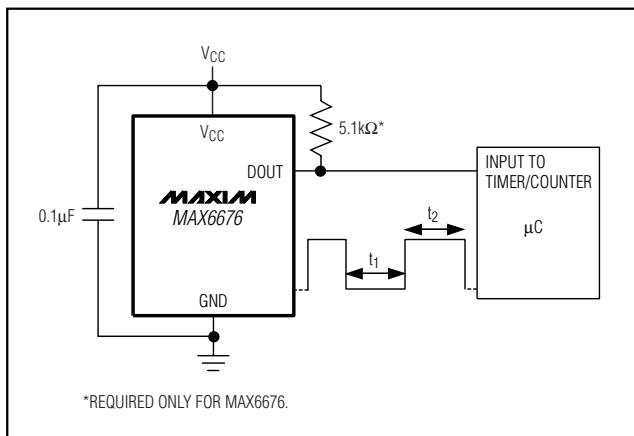 VCC
VCC
5.1kΩ*
DOUT
INPUT TO
TIMER/COUNTER
MAXIM
MAX6676
0.1μF
μC
t2
t1
GND
*REQUIRED ONLY FOR MAX6676.